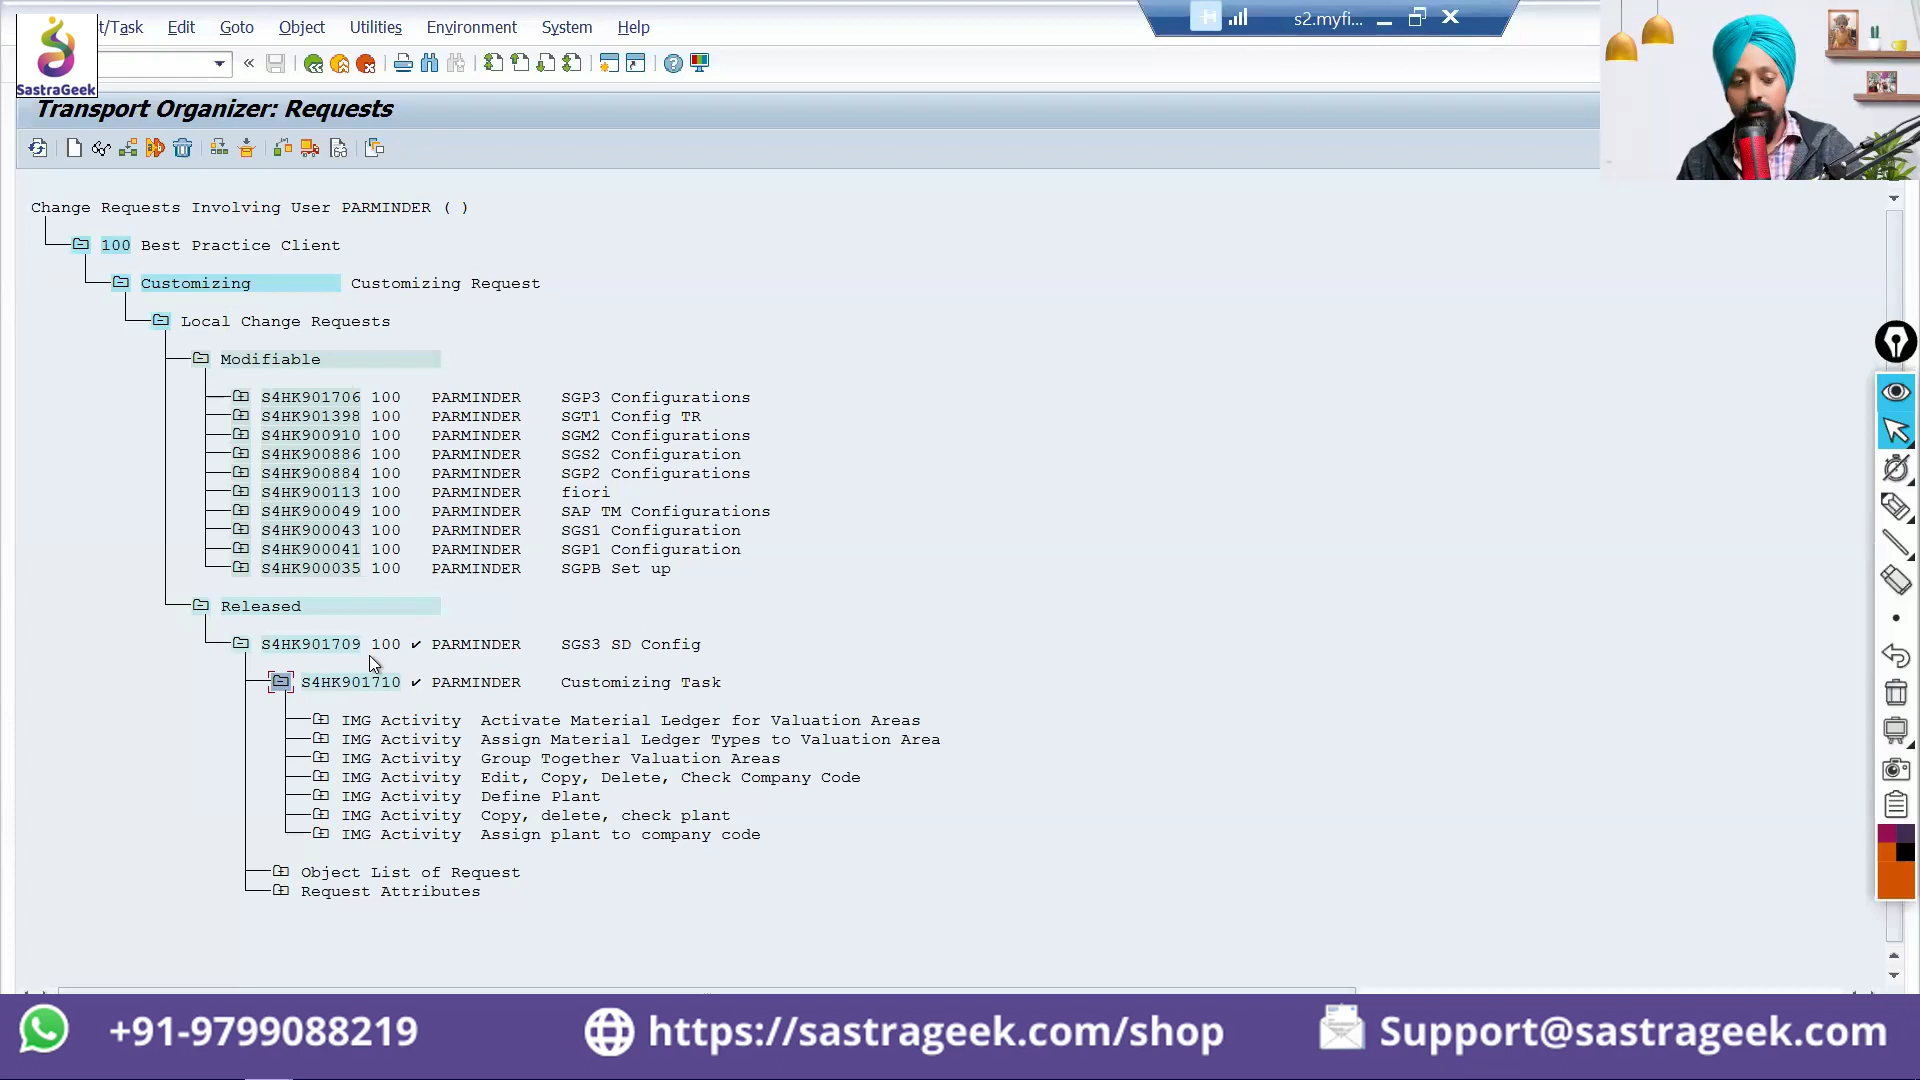 t/Task Edit Goto Object Utilities Environment System Help
s2.myfi...
SastraGeek
Transport Organizer: Requests
Change Requests Involving User PARMINDER ( )
100 Best Practice Client
Customizing Customizing Request
Local Change Requests
Modifiable
S4HK901706 100 PARMINDER SGP3 Configurations
S4HK901398 100 PARMINDER SGT1 Config TR
S4HK900910 100 PARMINDER SGM2 Configurations
S4HK900886 100 PARMINDER SGS2 Configuration
S4HK900884 100 PARMINDER SGP2 Configurations
S4HK900113 100 PARMINDER fiori
S4HK900049 100 PARMINDER SAP TM Configurations
S4HK900043 100 PARMINDER SGS1 Configuration
S4HK900041 100 PARMINDER SGP1 Configuration
S4HK900035 100 PARMINDER SGPB Set up
Released
S4HK901709 100 ✔ PARMINDER SGS3 SD Config
S4HK901710 ✔ PARMINDER Customizing Task
IMG Activity Activate Material Ledger for Valuation Areas
IMG Activity Assign Material Ledger Types to Valuation Area
IMG Activity Group Together Valuation Areas
IMG Activity Edit, Copy, Delete, Check Company Code
IMG Activity Define Plant
IMG Activity Copy, delete, check plant
IMG Activity Assign plant to company code
Object List of Request
Request Attributes
+91-9799088219 https://sastrageek.com/shop Support@sastrageek.com